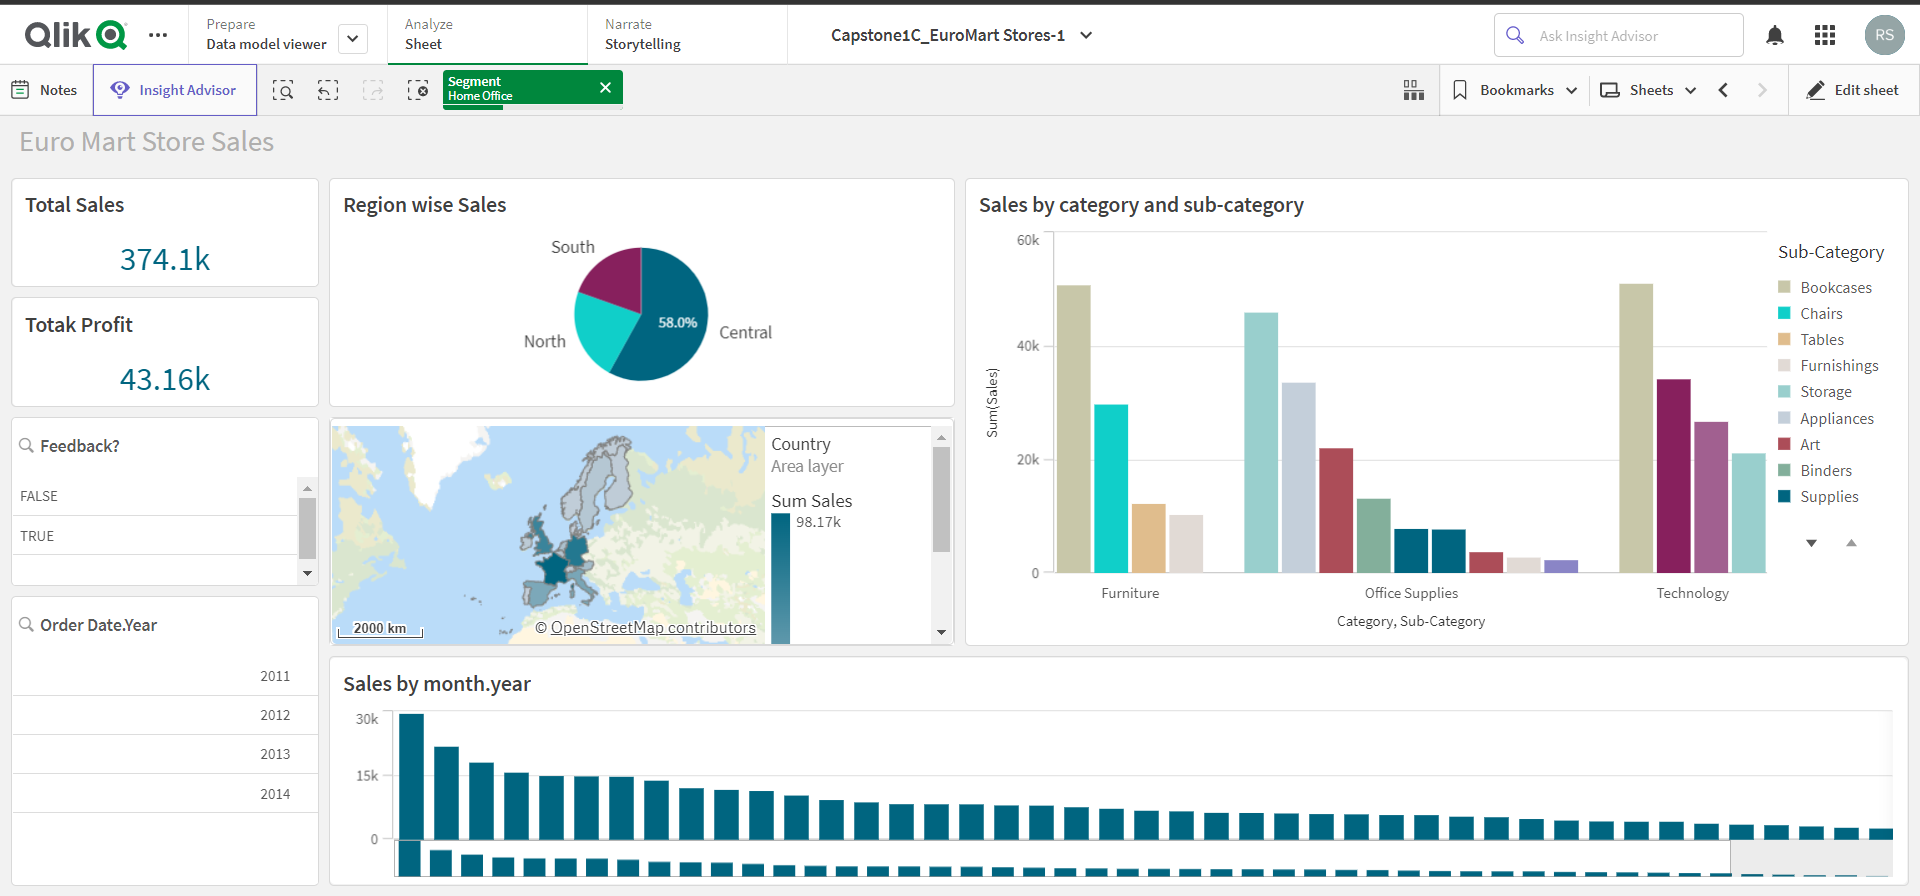 Qlik
Prepare
Data model viewer
Analyze
Sheet
Narrate
Storytelling
Capstone1C_EuroMart Stores-1
Ask Insight Advisor
RS
Notes
Insight Advisor
Segment
Home Office
Bookmarks
Sheets
Edit sheet
Euro Mart Store Sales
Total Sales
374.1k
Totak Profit
43.16k
Feedback?
FALSE
TRUE
Order Date.Year
2011
2012
2013
2014
Region wise Sales
South
North
58.0%
Central
Country
Area layer
Sum Sales
98.17k
2000 km
© OpenStreetMap contributors
Sales by category and sub-category
60k
40k
20k
0
Sum(Sales)
Furniture
Office Supplies
Technology
Category, Sub-Category
Sub-Category
Bookcases
Chairs
Tables
Furnishings
Storage
Appliances
Art
Binders
Supplies
Sales by month.year
30k
15k
0